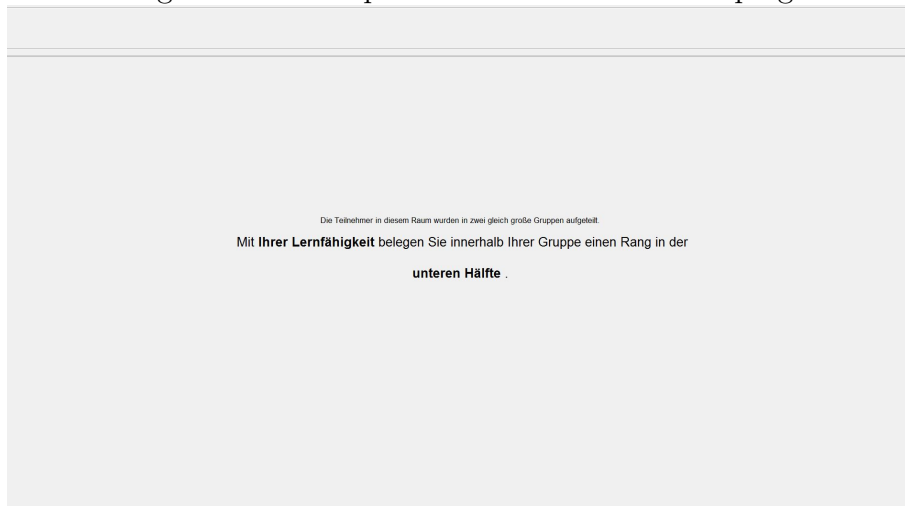 Die Teilnehmer in diesem Raum wurden in zwei gleich große Gruppen aufgeteilt.
Mit Ihrer Lernfähigkeit belegen Sie innerhalb Ihrer Gruppe einen Rang in der
unteren Hälfte .